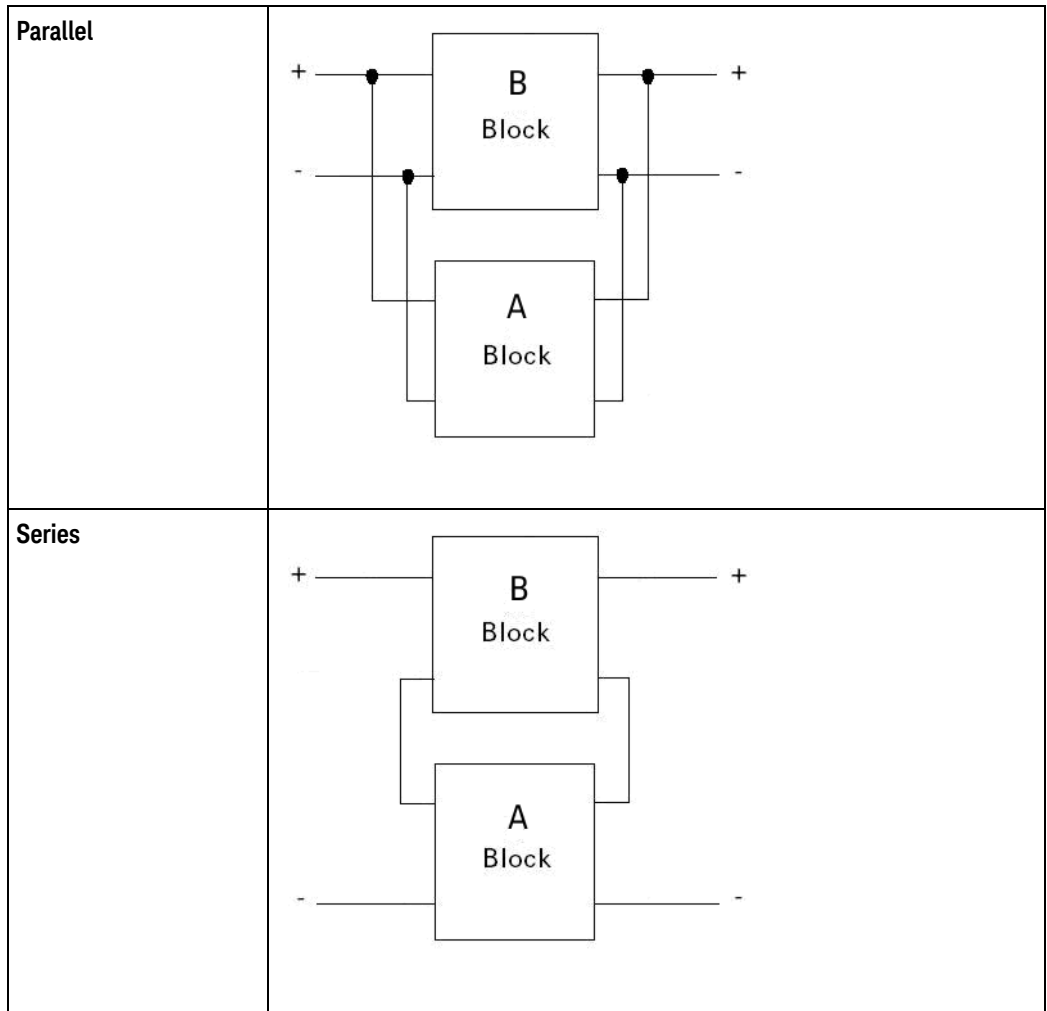 Parallel
+ B +
Block
- -
A
Block
Series
+ B +
Block
A
Block
- -